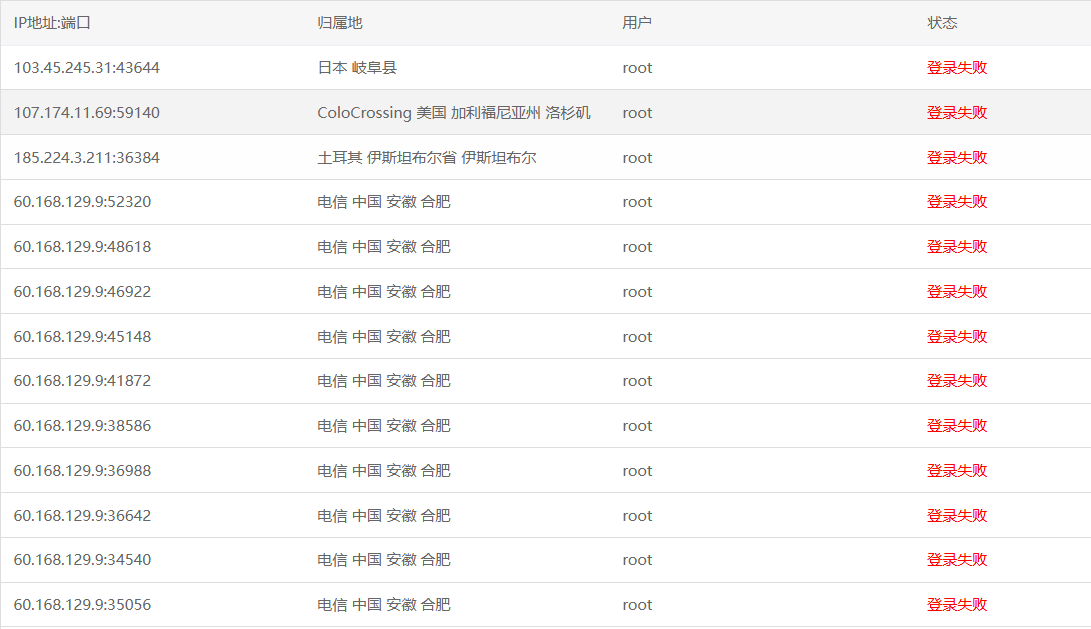 IP地址:端口 归属地 用户 状态
103.45.245.31:43644 日本 岐阜县 root 登录失败
107.174.11.69:59140 ColoCrossing 美国 加利福尼亚州 洛杉矶 root 登录失败
185.224.3.211:36384 土耳其 伊斯坦布尔省 伊斯坦布尔 root 登录失败
60.168.129.9:52320 电信 中国 安徽 合肥 root 登录失败
60.168.129.9:48618 电信 中国 安徽 合肥 root 登录失败
60.168.129.9:46922 电信 中国 安徽 合肥 root 登录失败
60.168.129.9:45148 电信 中国 安徽 合肥 root 登录失败
60.168.129.9:41872 电信 中国 安徽 合肥 root 登录失败
60.168.129.9:38586 电信 中国 安徽 合肥 root 登录失败
60.168.129.9:36988 电信 中国 安徽 合肥 root 登录失败
60.168.129.9:36642 电信 中国 安徽 合肥 root 登录失败
60.168.129.9:34540 电信 中国 安徽 合肥 root 登录失败
60.168.129.9:35056 电信 中国 安徽 合肥 root 登录失败